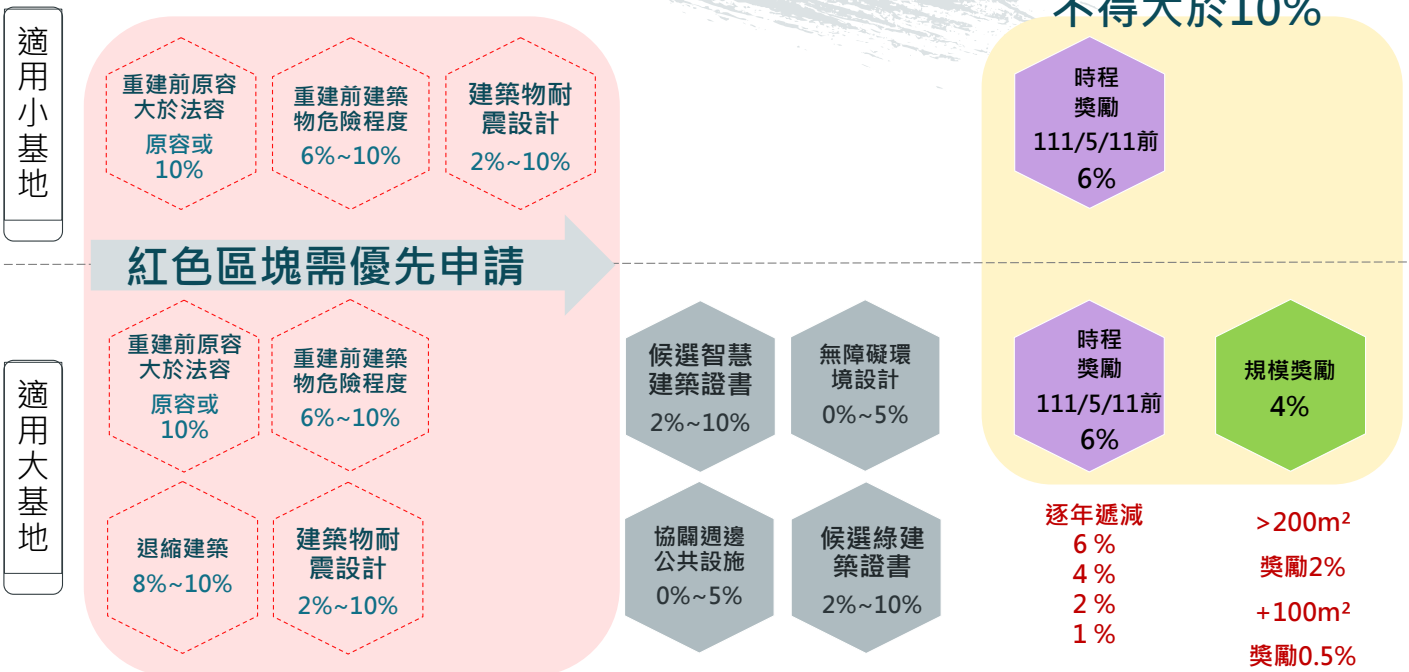 不得大於10%
適用小基地
重建前原容
大於法容
原容或
10%
重建前建築
物危險程度
6%~10%
建築物耐
震設計
2%~10%
時程
獎勵
111/5/11前
6%
紅色區塊需優先申請
適用大基地
重建前原容
大於法容
原容或
10%
重建前建築
物危險程度
6%~10%
退縮建築
8%~10%
建築物耐
震設計
2%~10%
候選智慧
建築證書
2%~10%
無障礙環
境設計
0%~5%
協闢週邊
公共設施
0%~5%
候選綠建
築證書
2%~10%
時程
獎勵
111/5/11前
6%
規模獎勵
4%
逐年遞減
6 %
4 %
2 %
1 %
>200m²
獎勵2%
+100m²
獎勵0.5%